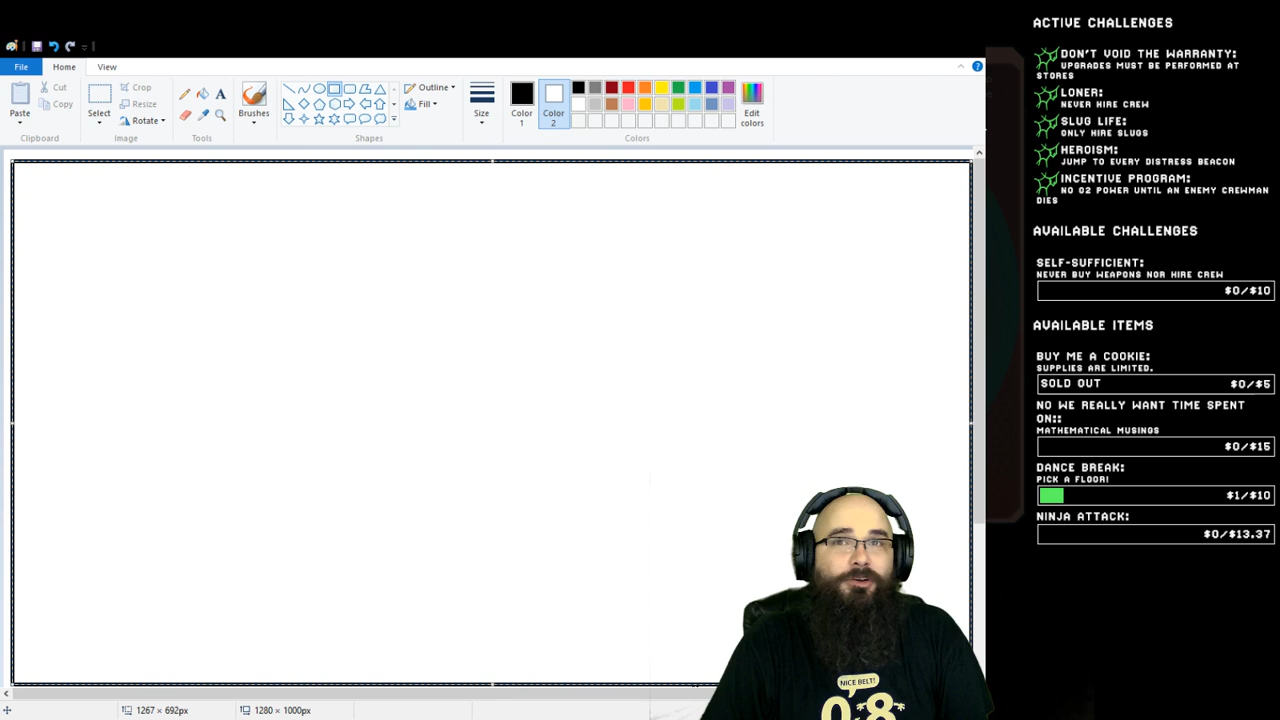 File
Home
View
Paste
Cut
Copy
Clipboard
Select
Crop
Resize
Rotate
Image
Tools
Brushes
Shapes
Outline
Fill
Size
Color 1
Color 2
Edit colors
Colors
1267 × 692px
1280 × 1000px
NICE BELT!
0.8
ACTIVE CHALLENGES
DON'T VOID THE WARRANTY:
UPGRADES MUST BE PERFORMED AT
STORES
LONER:
NEVER HIRE CREW
SLUG LIFE:
ONLY HIRE SLUGS
HEROISM:
JUMP TO EVERY DISTRESS BEACON
INCENTIVE PROGRAM:
NO O2 POWER UNTIL AN ENEMY CREWMAN
DIES
AVAILABLE CHALLENGES
SELF-SUFFICIENT:
NEVER BUY WEAPONS NOR HIRE CREW
$0/$10
AVAILABLE ITEMS
BUY ME A COOKIE:
SUPPLIES ARE LIMITED.
SOLD OUT $0/$5
NO WE REALLY WANT TIME SPENT
ON::
MATHEMATICAL MUSINGS
$0/$15
DANCE BREAK:
PICK A FLOOR!
$1/$10
NINJA ATTACK:
$0/$13.37